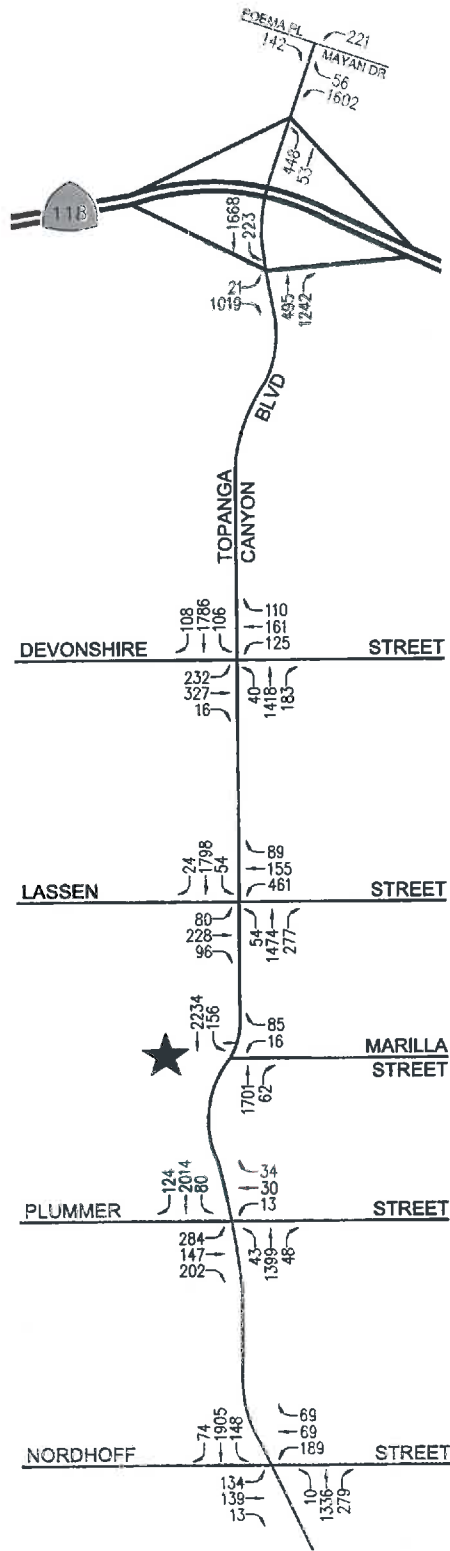 POEMA PL
221
142
MAYAN DR
56
1602
448
53
118
1668
223
21
1019
495
1242
BLVD
TOPANGA
CANYON
108 1786 106
110
161
125
DEVONSHIRE STREET
232
327
16
40 1418 183
24 1798 54
89
155
461
LASSEN STREET
80
228
96
54 1474 277
2234 156
85
16
MARILLA
STREET
1701 62
124 2014 80
34
30
13
PLUMMER STREET
284
147
202
43 1399 48
74 1905 148
69
69
189
NORDHOFF STREET
134
139
13
10 1336 279